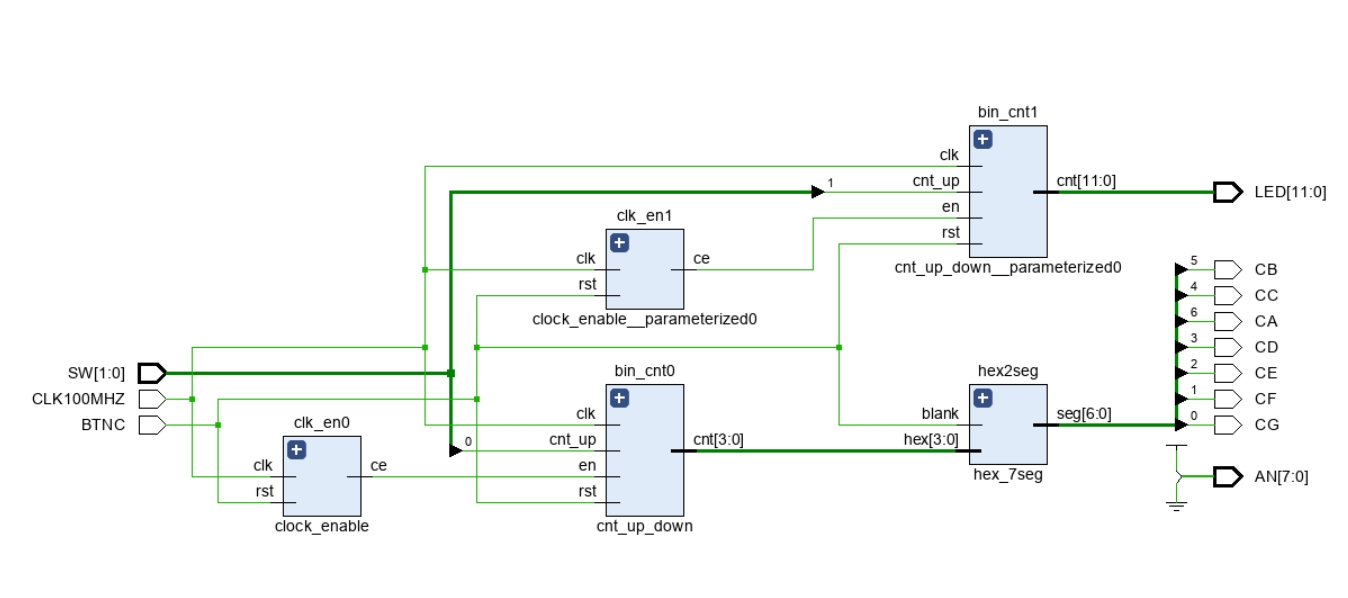 bin_cnt1
clk
cnt_up
en
rst
cnt[11:0]
cnt_up_down__parameterized0
1
LED[11:0]
clk_en1
clk
rst
ce
clock_enable__parameterized0
5
CB
4
CC
6
CA
3
CD
2
CE
1
CF
0
CG
SW[1:0]
CLK100MHZ
BTNC
bin_cnt0
clk
cnt_up
en
rst
cnt[3:0]
cnt_up_down
0
hex2seg
blank
hex[3:0]
seg[6:0]
hex_7seg
clk_en0
clk
rst
ce
clock_enable
AN[7:0]